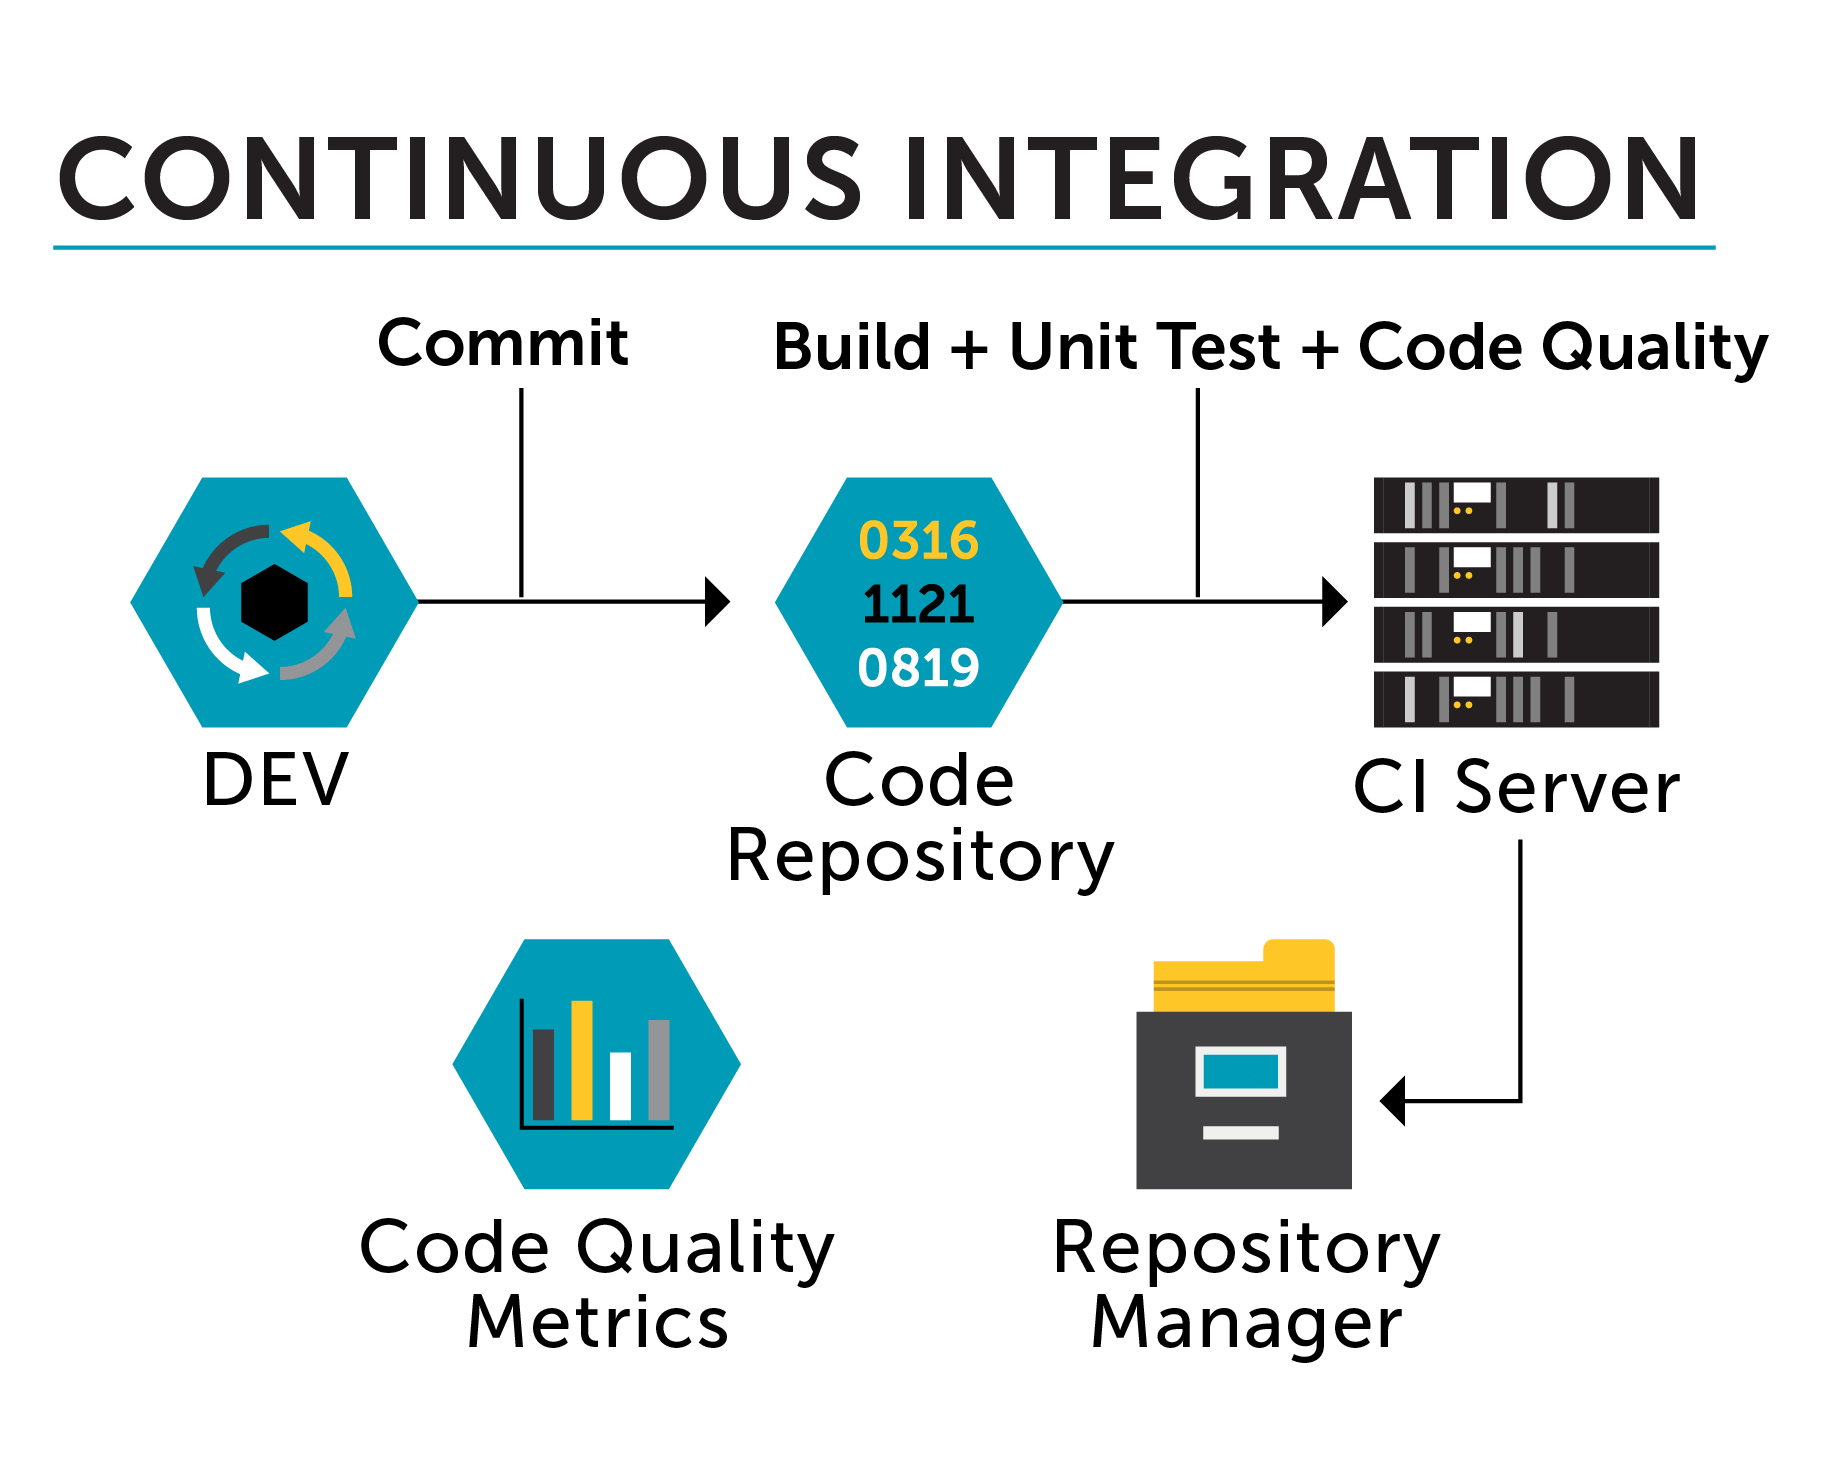 CONTINUOUS INTEGRATION
Commit
Build + Unit Test + Code Quality
0316
1121
0819
DEV
Code
Repository
CI Server
Code Quality
Metrics
Repository
Manager